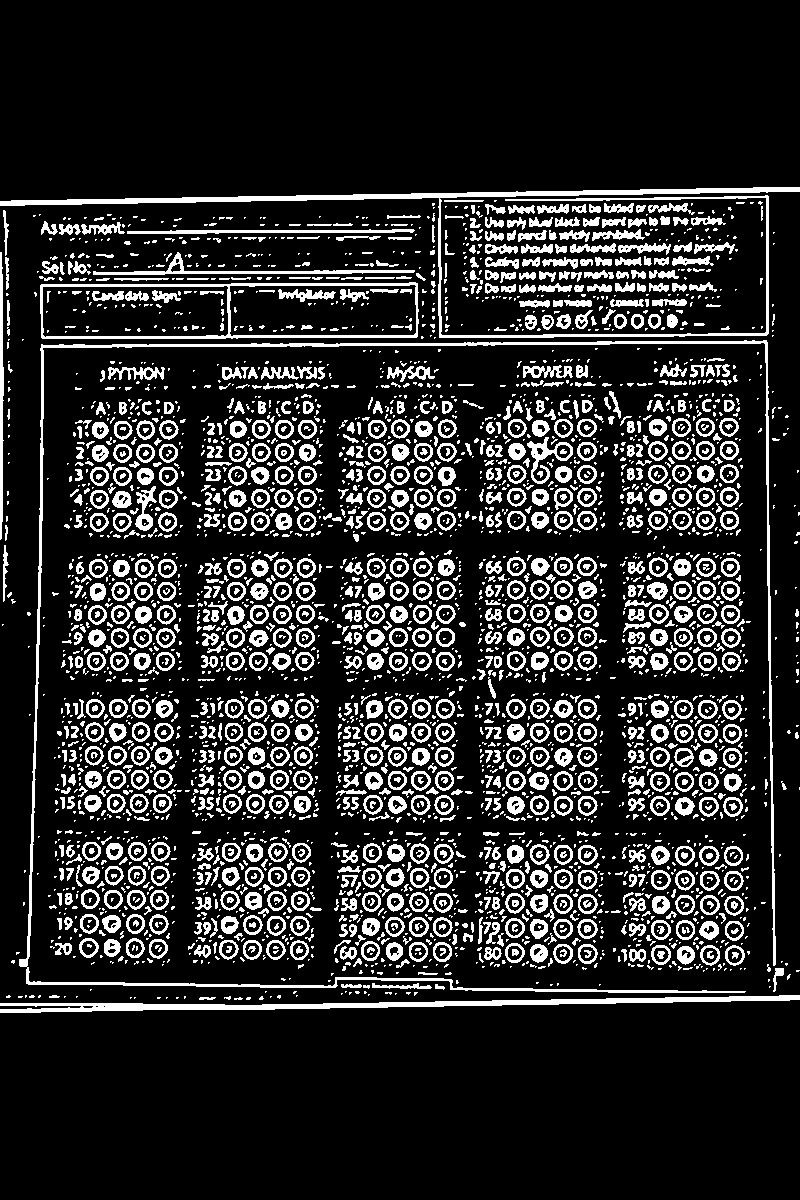 Assessment:
Set No: A
Candidate Sign:
Invigilator Sign:
1. This sheet should not be folded or crushed.
2. Use only blue/ black ball point pen to fill the circles.
3. Use of pencil is strictly prohibited.
4. Circles should be darkened completely and properly.
5. Cutting and erasing on this sheet is not allowed.
6. Do not use any stray marks on the sheet.
7. Do not use marker or white fluid to hide the mark.
WRONG METHODS CORRECT METHOD
PYTHON DATA ANALYSIS MySQL POWER BI Adv STATS
A B C D A B C D A B C D A B C D A B C D
1 21 41 61 81
2 22 42 62 82
3 23 43 63 83
4 24 44 64 84
5 25 45 65 85
6 26 46 66 86
7 27 47 67 87
8 28 48 68 88
9 29 49 69 89
10 30 50 70 90
11 31 51 71 91
12 32 52 72 92
13 33 53 73 93
14 34 54 74 94
15 35 55 75 95
16 36 56 76 96
17 37 57 77 97
18 38 58 78 98
19 39 59 79 99
20 40 60 80 100